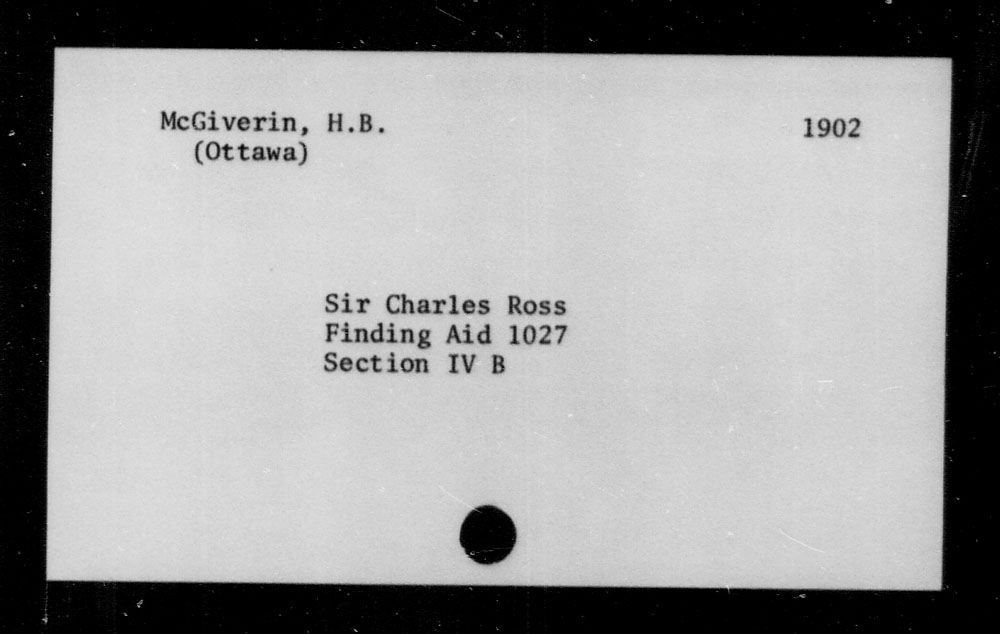 McGiverin, H.B. 1902
(Ottawa)
Sir Charles Ross
Finding Aid 1027
Section IV B